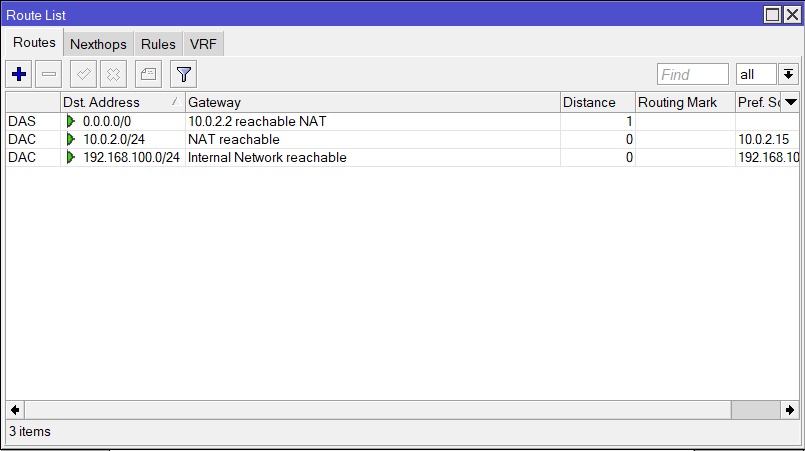 Route List
Routes Nexthops Rules VRF
Find all
Dst. Address Gateway Distance Routing Mark Pref.
DAS 0.0.0.0/0 10.0.2.2 reachable NAT 1
DAC 10.0.2.0/24 NAT reachable 0 10.0.2.15
DAC 192.168.100.0/24 Internal Network reachable 0 192.168.10
3 items